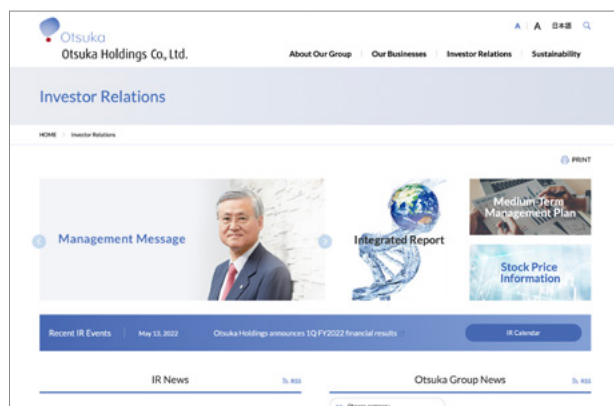 A A 日本語
Otsuka
Otsuka Holdings Co., Ltd.
About Our Group Our Businesses Investor Relations Sustainability
Investor Relations
HOME Investor Relations
PRINT
Management Message
Integrated Report
Medium-Term
Management Plan
Stock Price
Information
Recent IR Events May 13, 2022 Otsuka Holdings announces 1Q FY2022 financial results IR Calendar
IR News RSS Otsuka Group News RSS